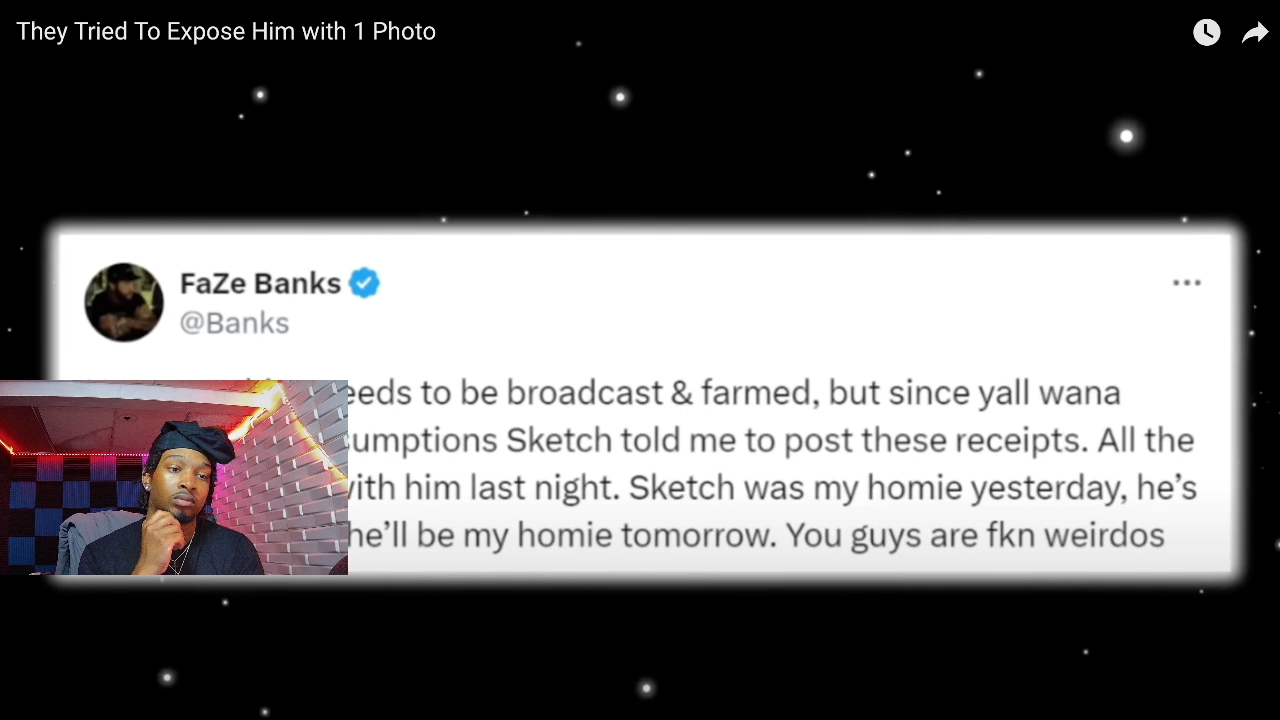 They Tried To Expose Him with 1 Photo
FaZe Banks
@Banks
eeds to be broadcast & farmed, but since yall wana
umptions Sketch told me to post these receipts. All the
ith him last night. Sketch was my homie yesterday, he's
he'll be my homie tomorrow. You guys are fkn weirdos